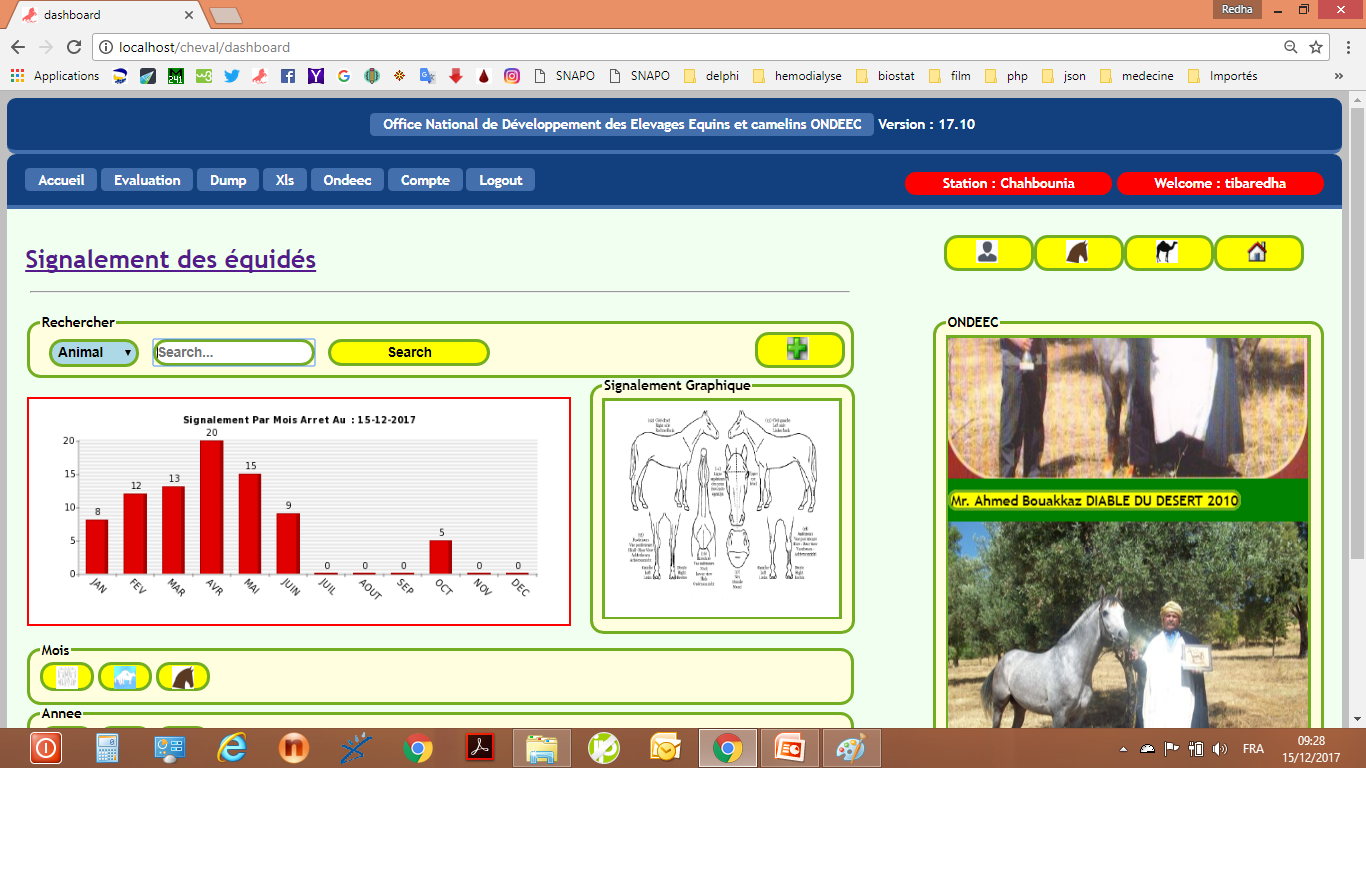 dashboard
Redha
localhost/cheval/dashboard
Applications SNAPO SNAPO delphi hemodialyse biostat film php json medecine Importés »
Office National de Développement des Elevages Equins et camelins ONDEEC Version : 17.10
Accueil Evaluation Dump Xls Ondeec Compte Logout
Station : Chahbounia Welcome : tibaredha
Signalement des équidés
Rechercher
Animal Search... Search
ONDEEC
Signalement Graphique
Signalement Par Mois Arret Au : 15-12-2017
20
15
10
5
0
8 12 13 20 15 9 0 0 0 5 0 0
JAN FEV MAR AVR MAI JUIN JUIL AOUT SEP OCT NOV DEC
Mr. Ahmed Bouakkaz DIABLE DU DESERT 2010
Mois
Annee
FRA
09:28
15/12/2017